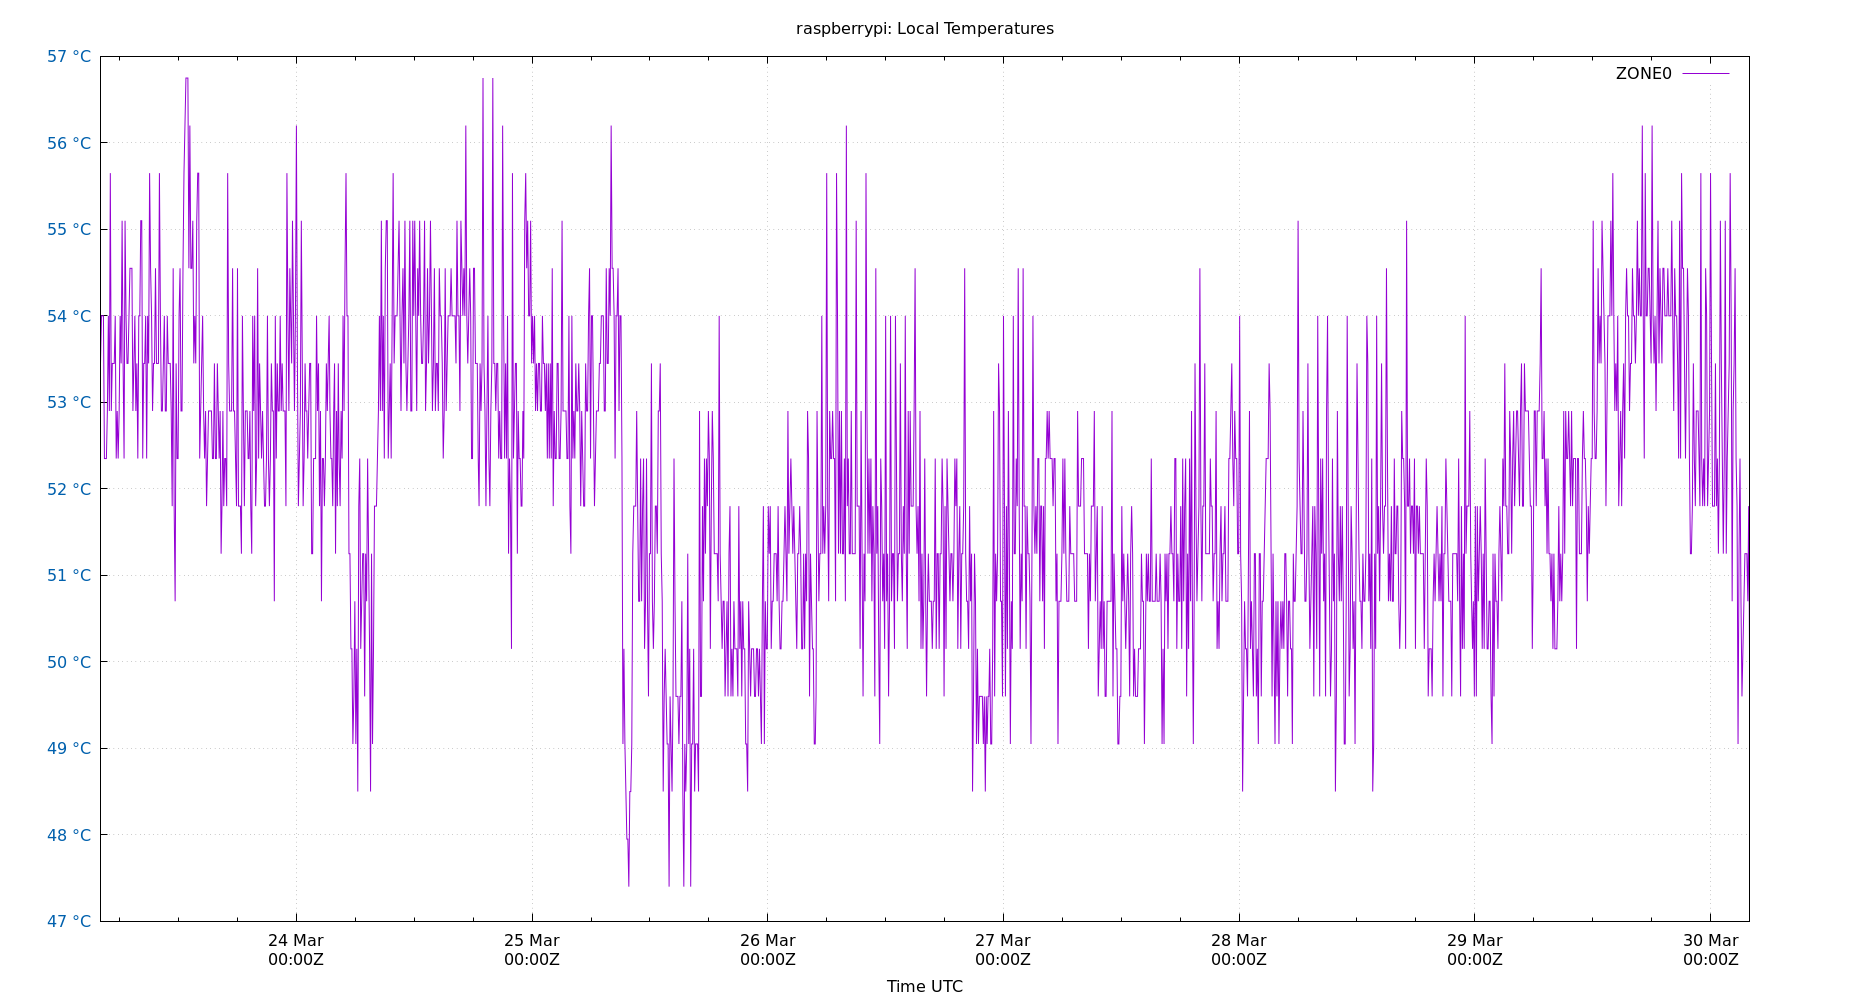 raspberrypi: Local Temperatures
57 °C
ZONE0
56 °C
55 °C
54 °C
53 °C
52 °C
51 °C
50 °C
49 °C
48 °C
47 °C
24 Mar 25 Mar 26 Mar 27 Mar 28 Mar 29 Mar 30 Mar
00:00Z 00:00Z 00:00Z 00:00Z 00:00Z 00:00Z 00:00Z
Time UTC